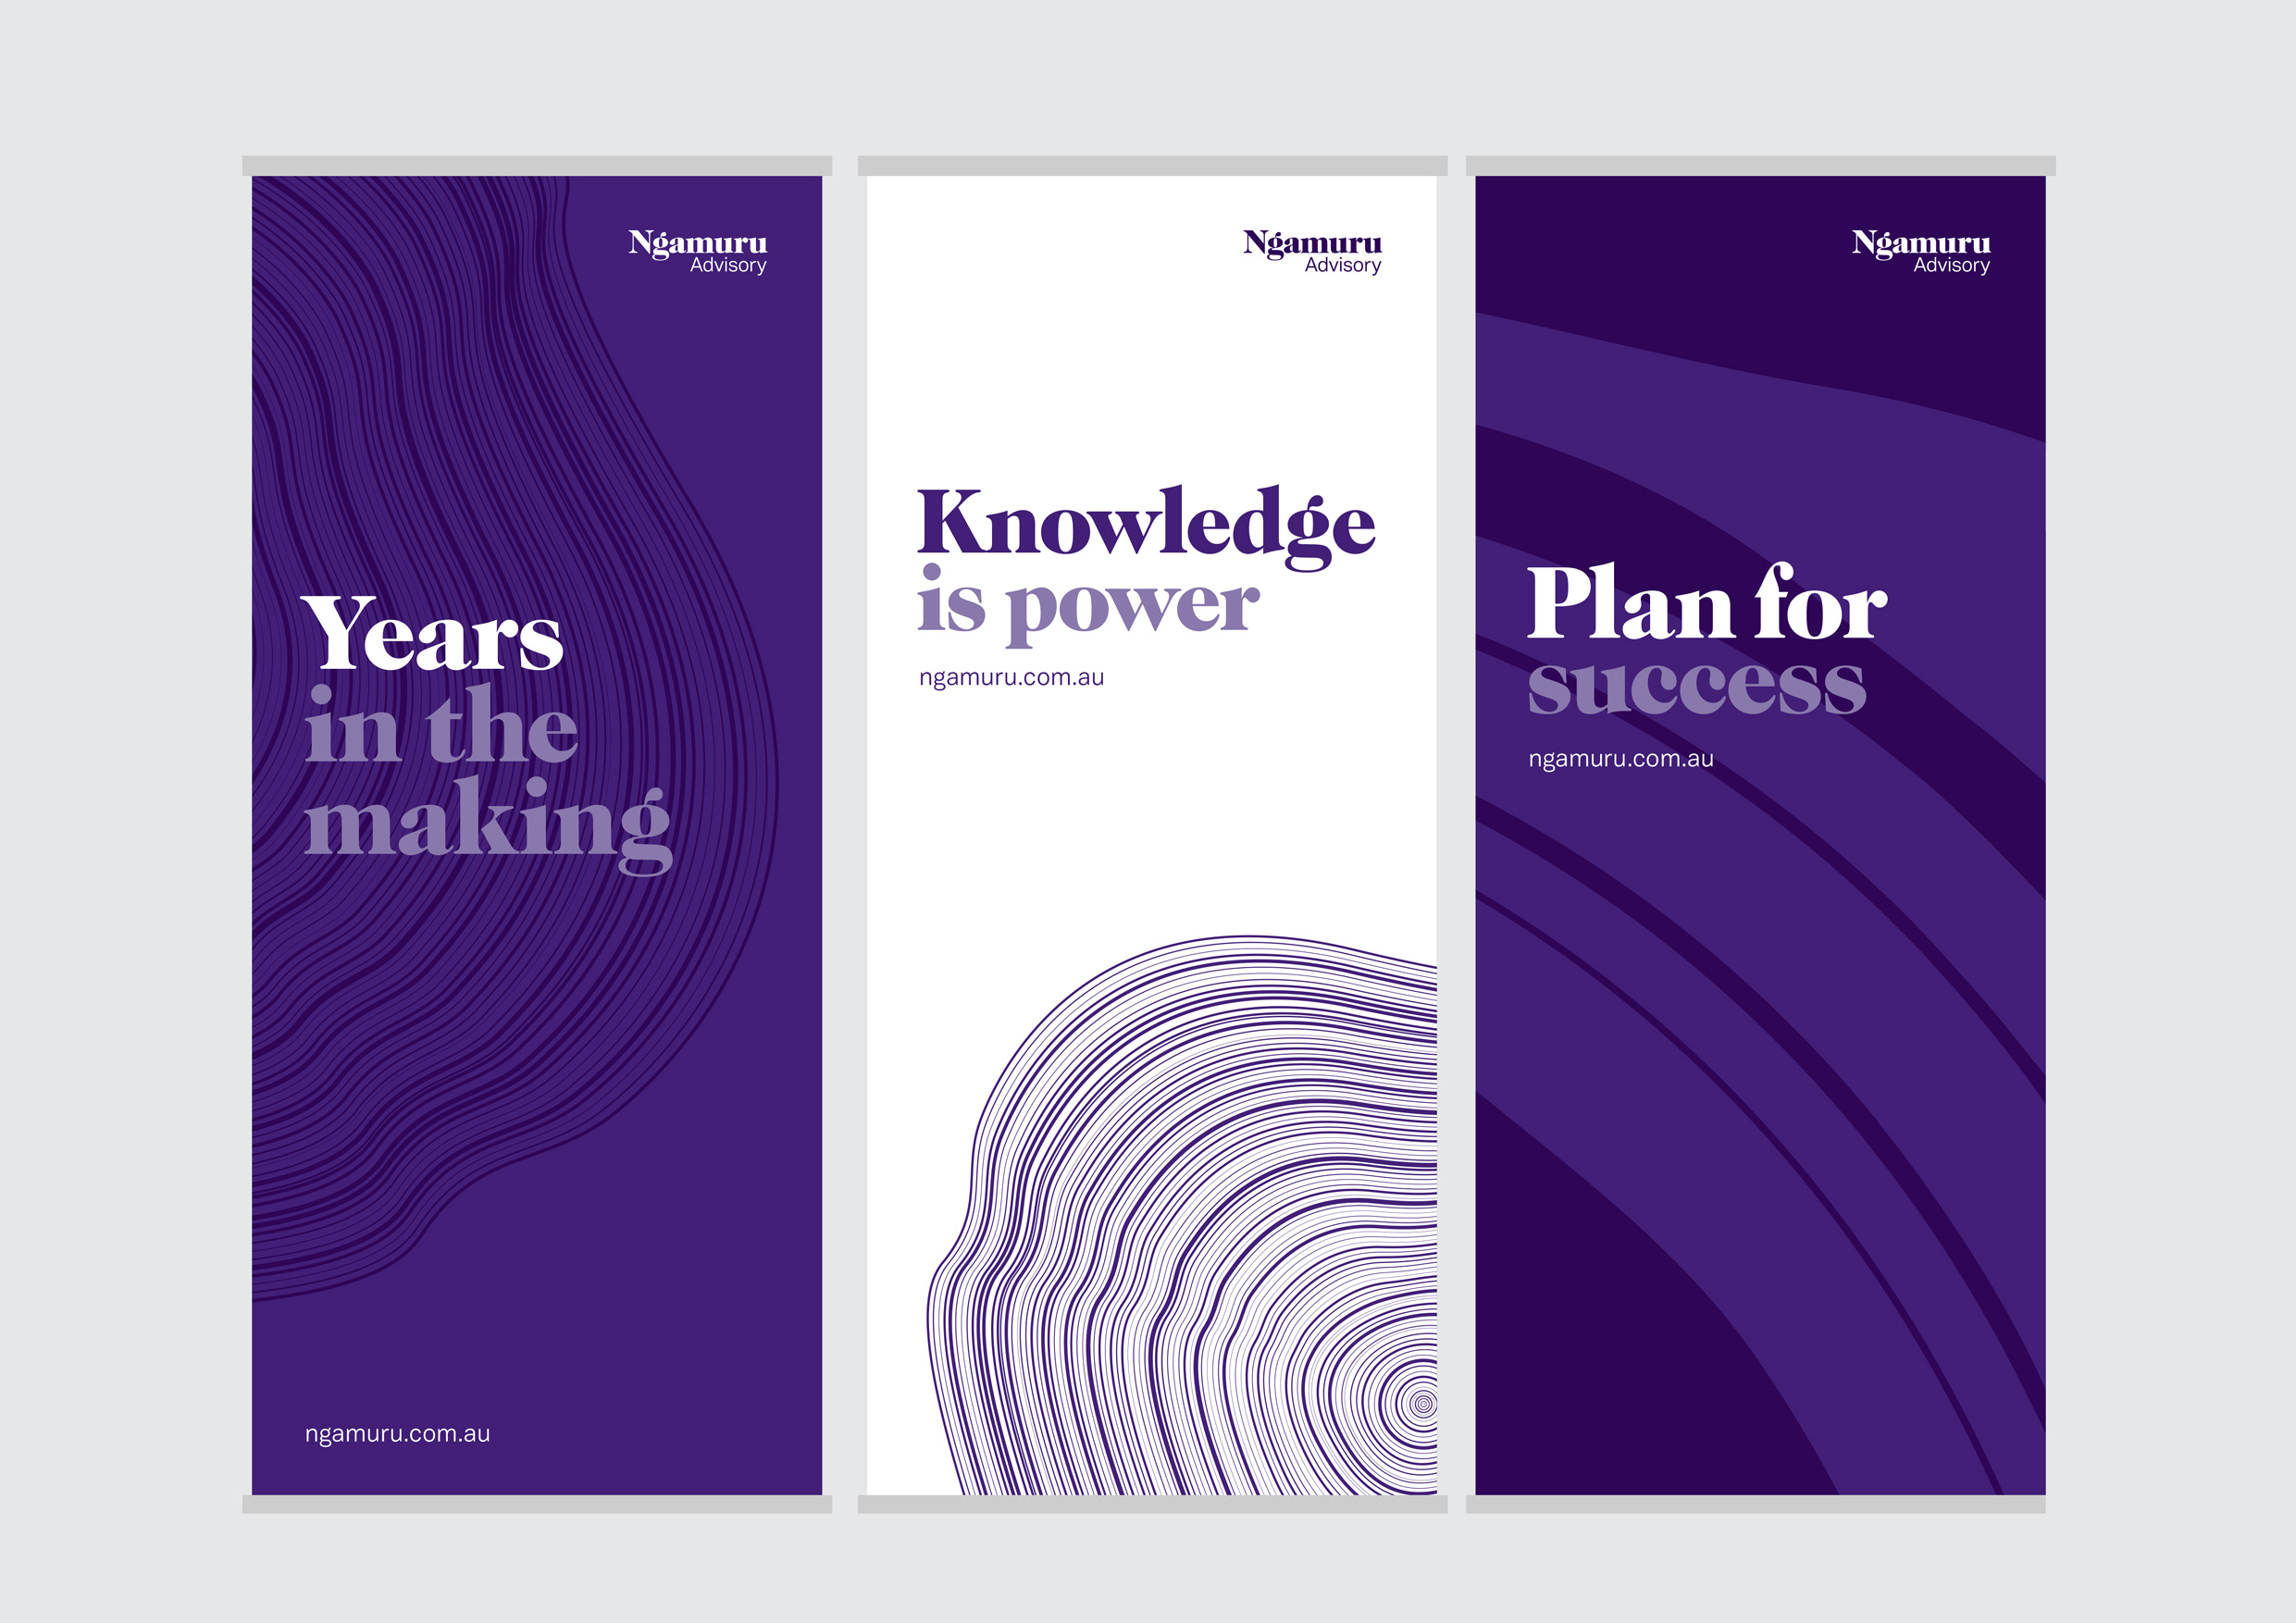 Ngamuru
Advisory
Years
in the
making
ngamuru.com.au
Ngamuru
Advisory
Knowledge
is power
ngamuru.com.au
Ngamuru
Advisory
Plan for
success
ngamuru.com.au